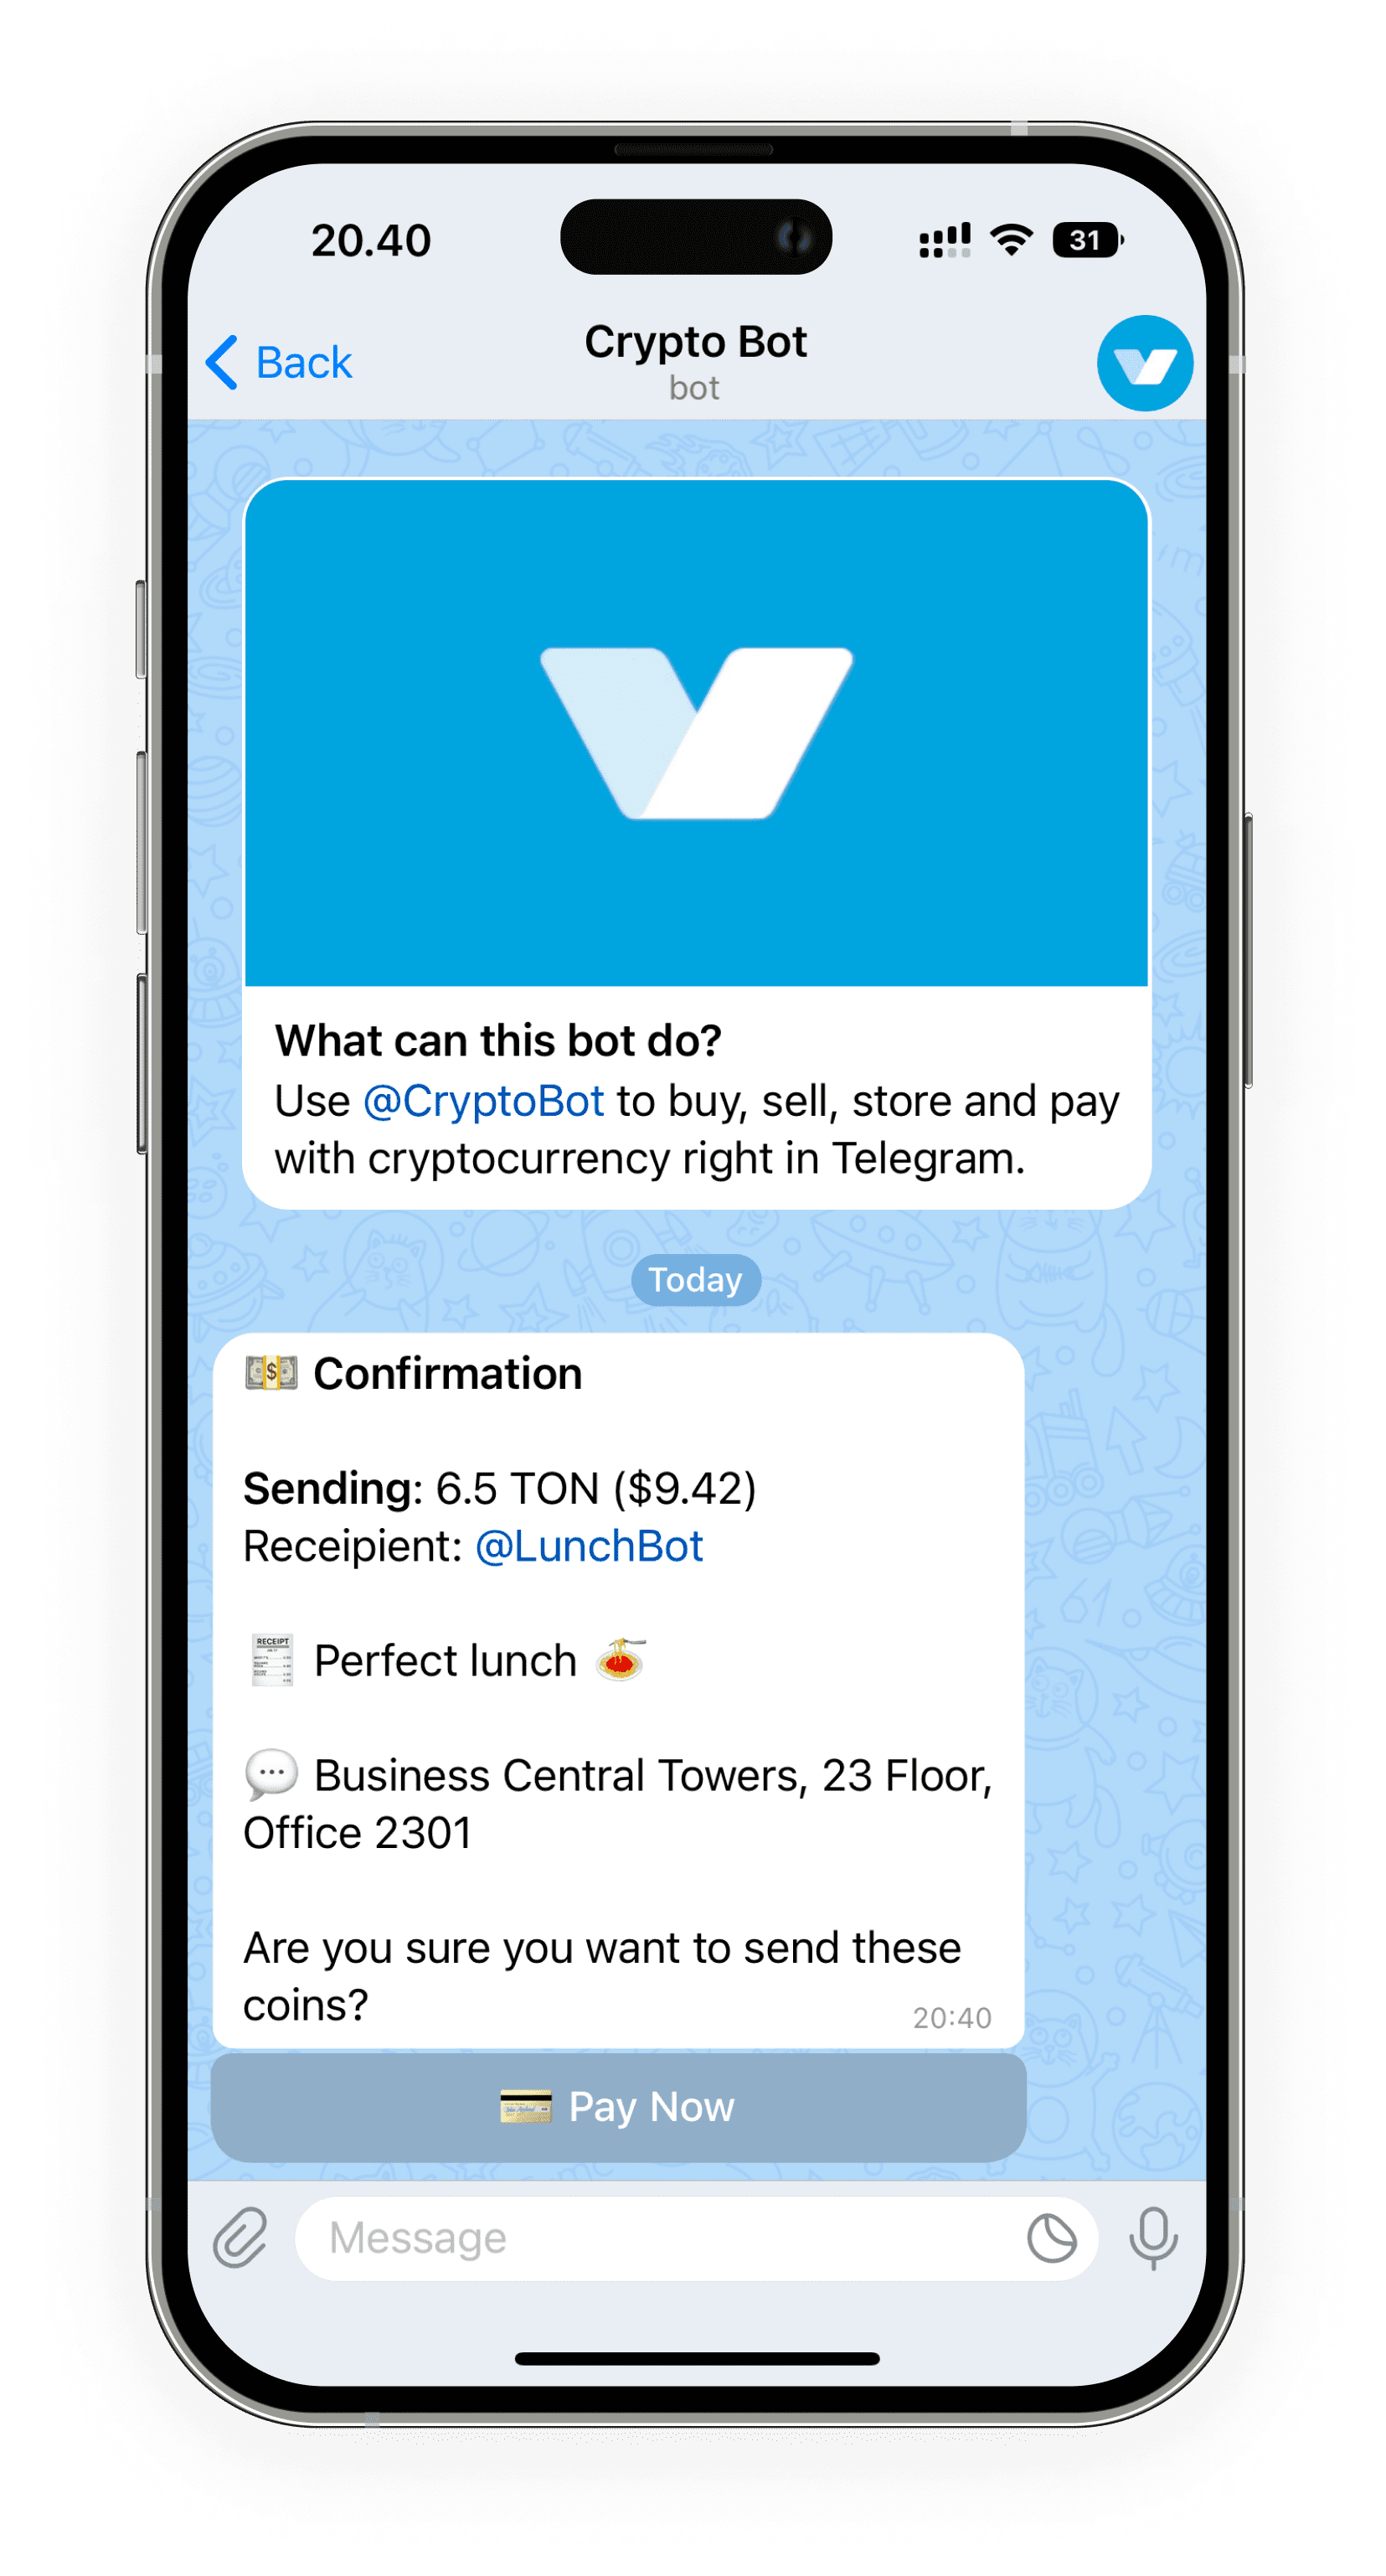 20.40
31
Back
Crypto Bot
bot
What can this bot do?
Use @CryptoBot to buy, sell, store and pay
with cryptocurrency right in Telegram.
Today
💵 Confirmation
Sending: 6.5 TON ($9.42)
Receipient: @LunchBot
🧾 Perfect lunch 🍝
💬 Business Central Towers, 23 Floor,
Office 2301
Are you sure you want to send these
coins?
20:40
💳 Pay Now
Message